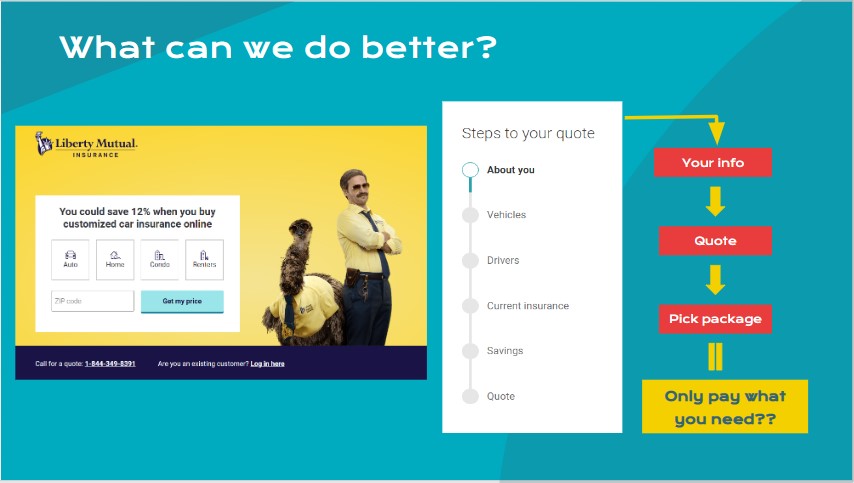 What can we do better?
Liberty Mutual.
INSURANCE
You could save 12% when you buy
customized car insurance online
Auto
Home
Condo
Renters
ZIP code
Get my price
Call for a quote: 1-844-349-8391
Are you an existing customer? Log in here
Steps to your quote
About you
Vehicles
Drivers
Current insurance
Savings
Quote
Your info
Quote
Pick package
Only pay what
you need??